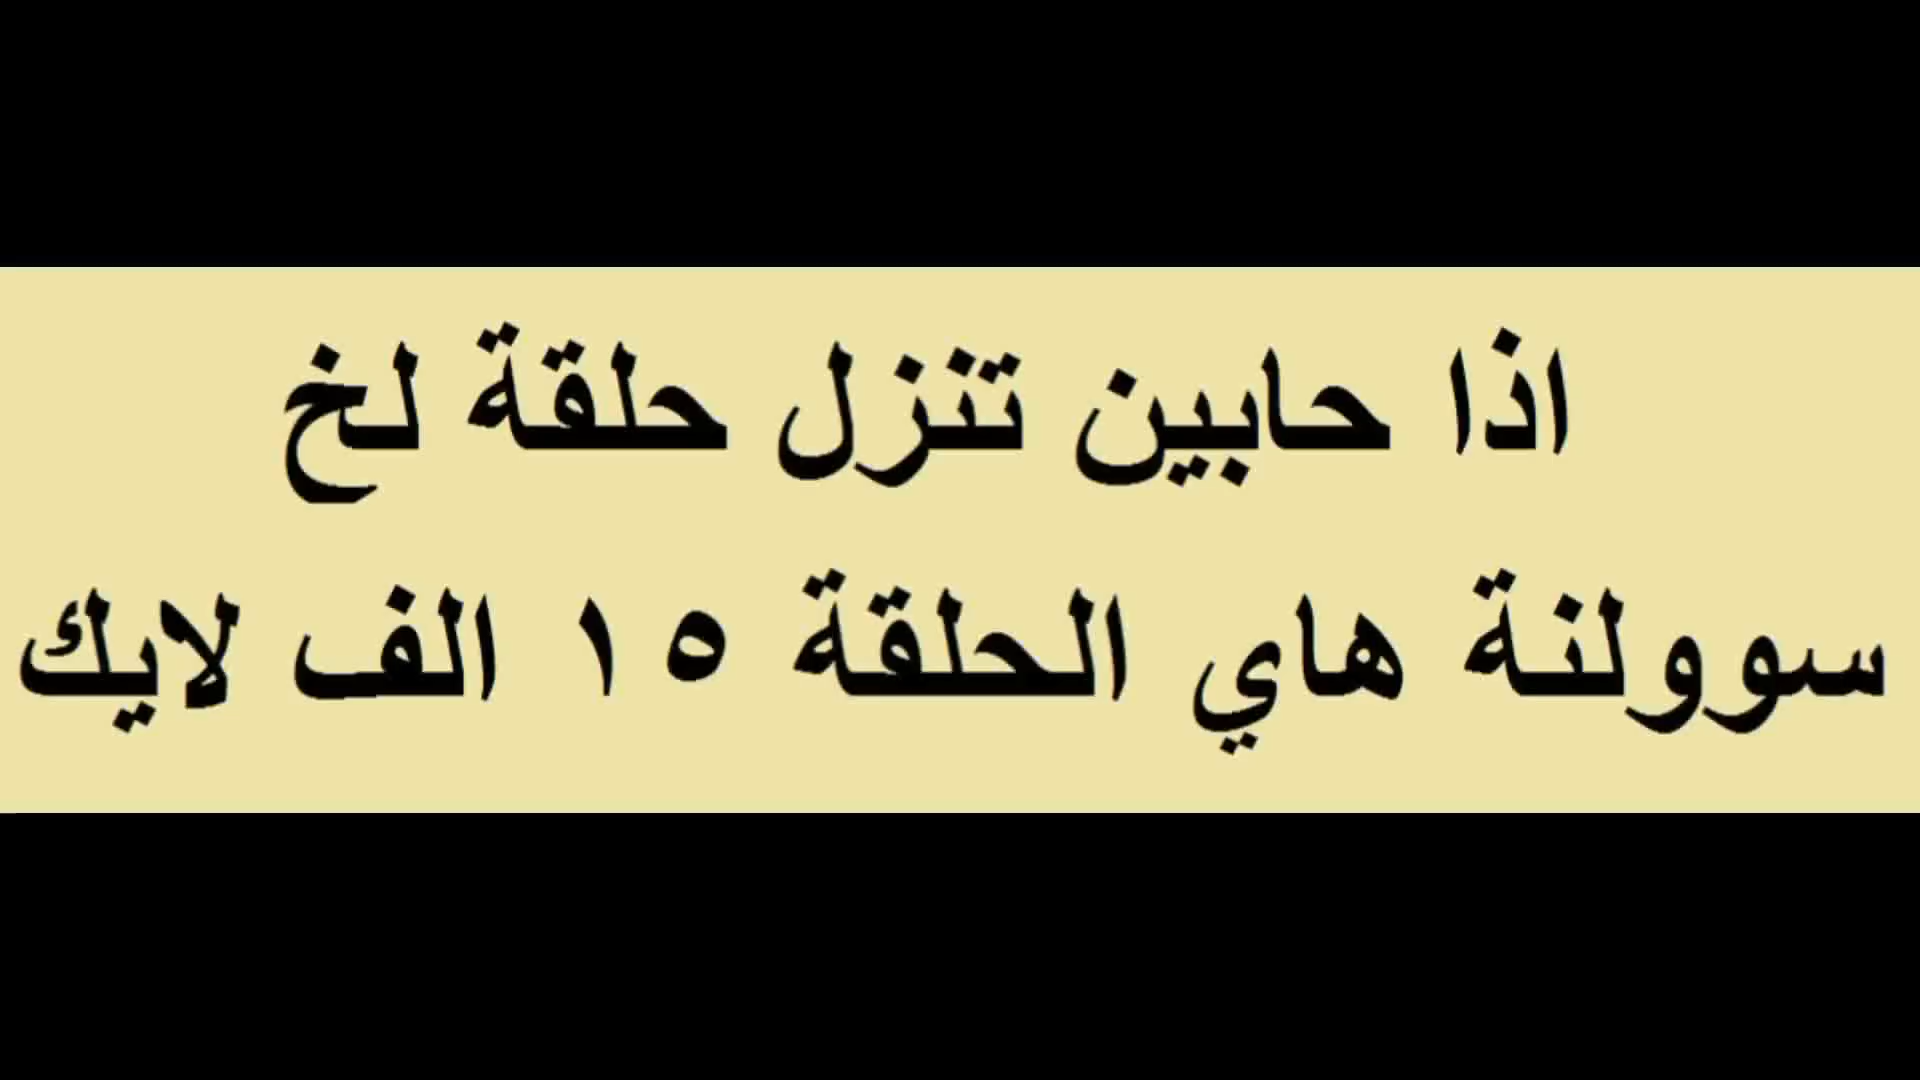 اذا حابين تنزل حلقة لخ
سوولنة هاي الحلقة ١٥ الف لايك